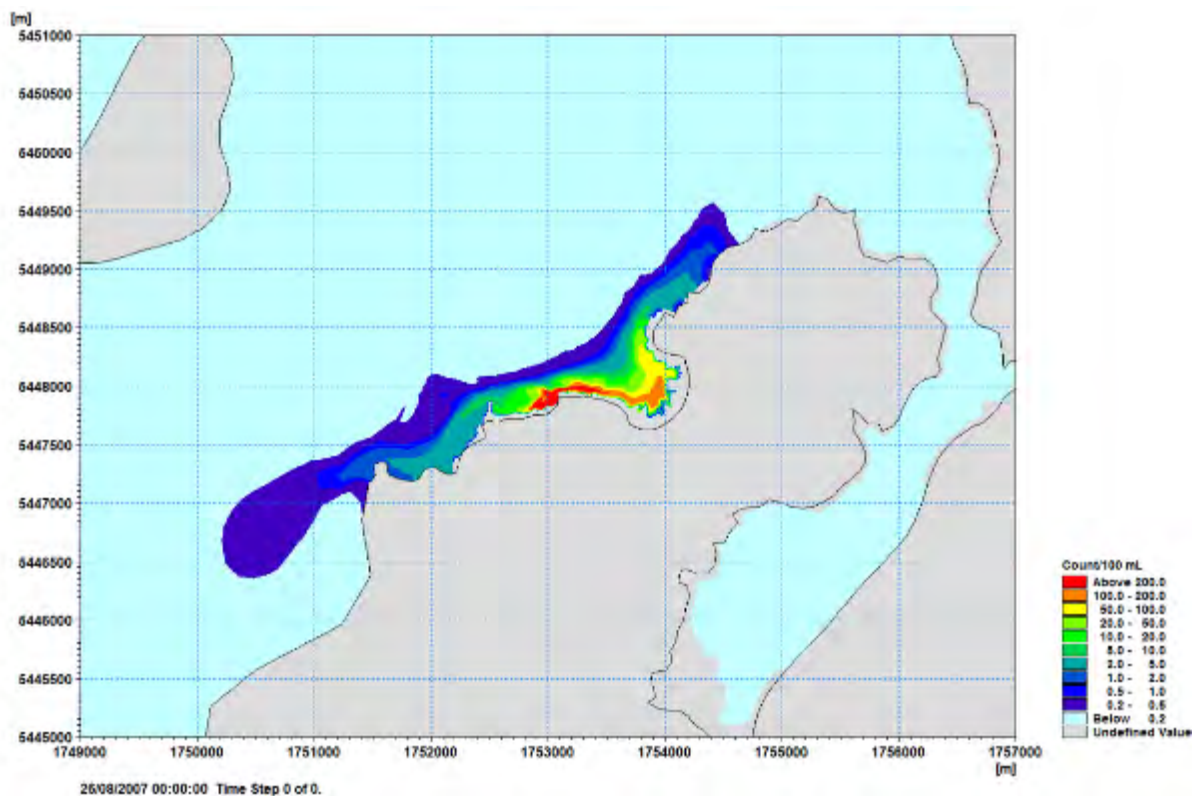 [m]
5451000
5450500
5460000
5449500
5449000
5448500
5448000
5447500
5447000
5446500
5446000
5445500
5445000
1749000 1750000 1751000 1752000 1753000 1754000 1755000 1756000 1757000
[m]
Count/100 mL
Above 200.0
100.0 - 200.0
50.0 - 100.0
20.0 - 50.0
10.0 - 20.0
5.0 - 10.0
2.0 - 5.0
1.0 - 2.0
0.5 - 1.0
0.2 - 0.5
Below 0.2
Undefined Value
25/08/2007 00:00:00 Time Step 0 of 0.